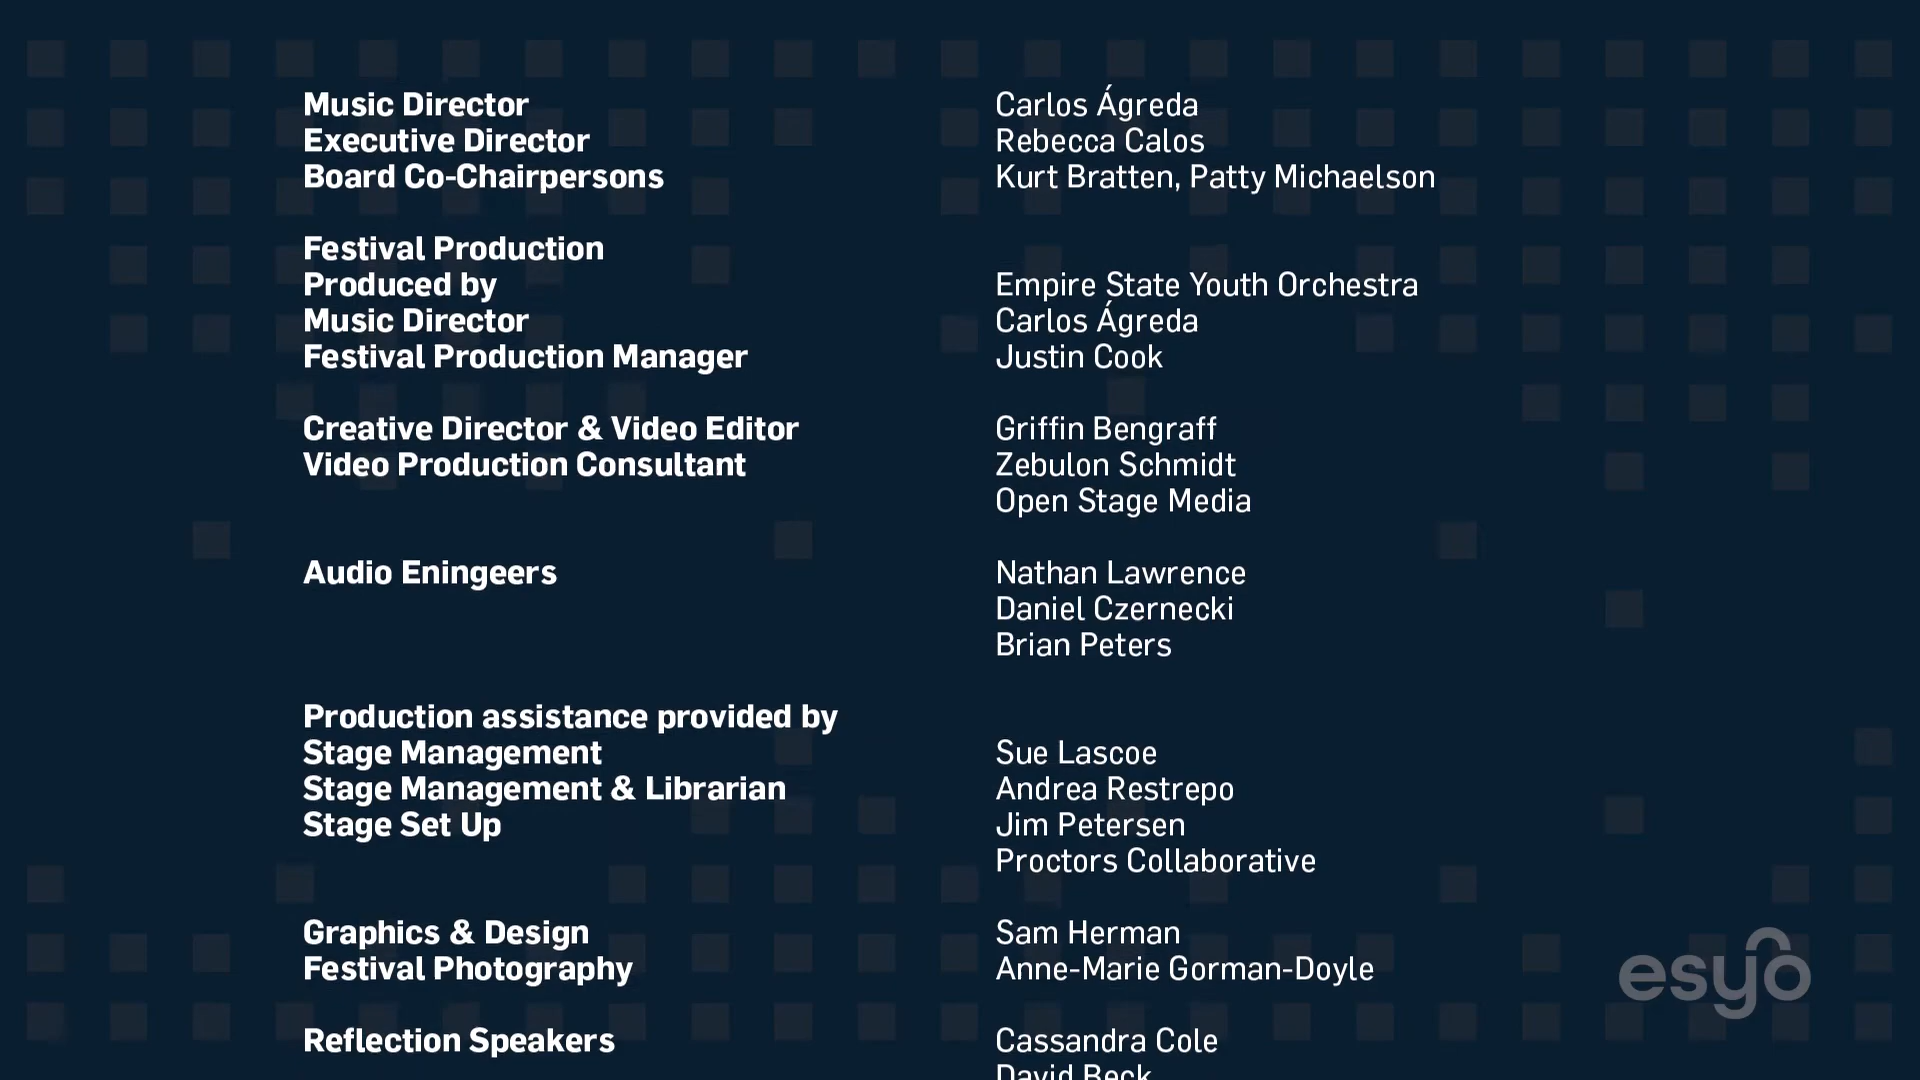 Music Director Carlos Ágreda
Executive Director Rebecca Calos
Board Co-Chairpersons Kurt Bratten, Patty Michaelson
Festival Production
Produced by Empire State Youth Orchestra
Music Director Carlos Ágreda
Festival Production Manager Justin Cook
Creative Director & Video Editor Griffin Bengraff
Video Production Consultant Zebulon Schmidt
Open Stage Media
Audio Eningeers Nathan Lawrence
Daniel Czernecki
Brian Peters
Production assistance provided by
Stage Management Sue Lascoe
Stage Management & Librarian Andrea Restrepo
Stage Set Up Jim Petersen
Proctors Collaborative
Graphics & Design Sam Herman
Festival Photography Anne-Marie Gorman-Doyle
esyo
Reflection Speakers Cassandra Cole
David Beck